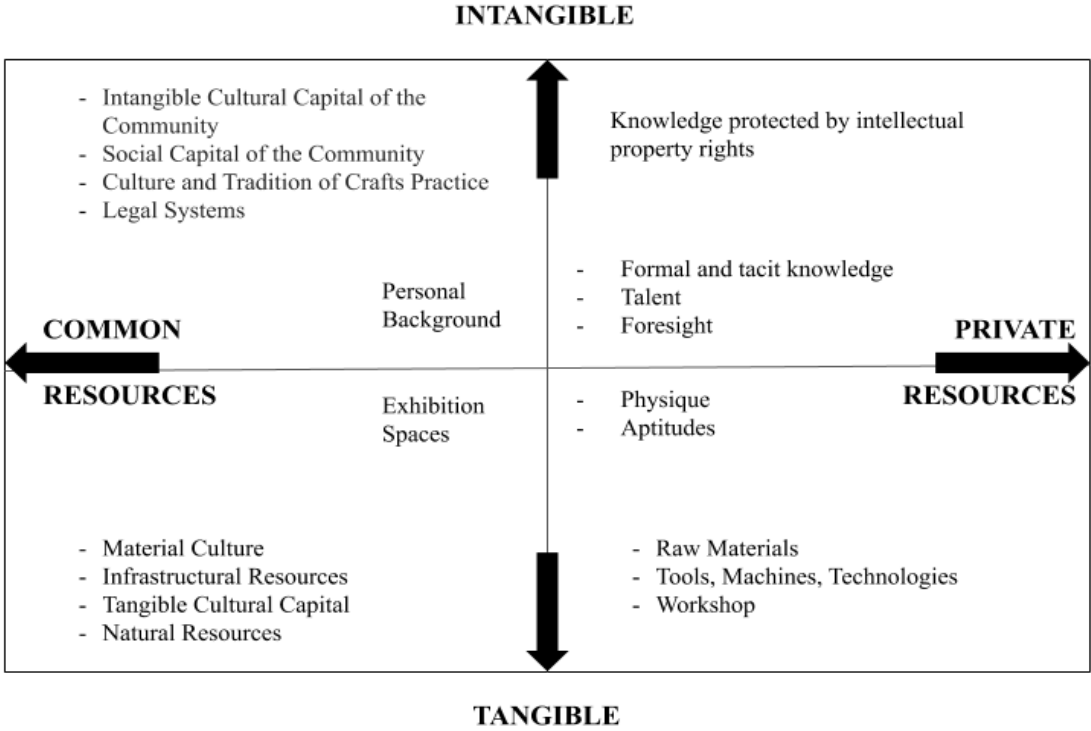 INTANGIBLE
- Intangible Cultural Capital of the
Community
- Social Capital of the Community
- Culture and Tradition of Crafts Practice
- Legal Systems
Knowledge protected by intellectual
property rights
Personal
Background
- Formal and tacit knowledge
- Talent
- Foresight
COMMON
RESOURCES
PRIVATE
RESOURCES
Exhibition
Spaces
- Physique
- Aptitudes
- Material Culture
- Infrastructural Resources
- Tangible Cultural Capital
- Natural Resources
- Raw Materials
- Tools, Machines, Technologies
- Workshop
TANGIBLE